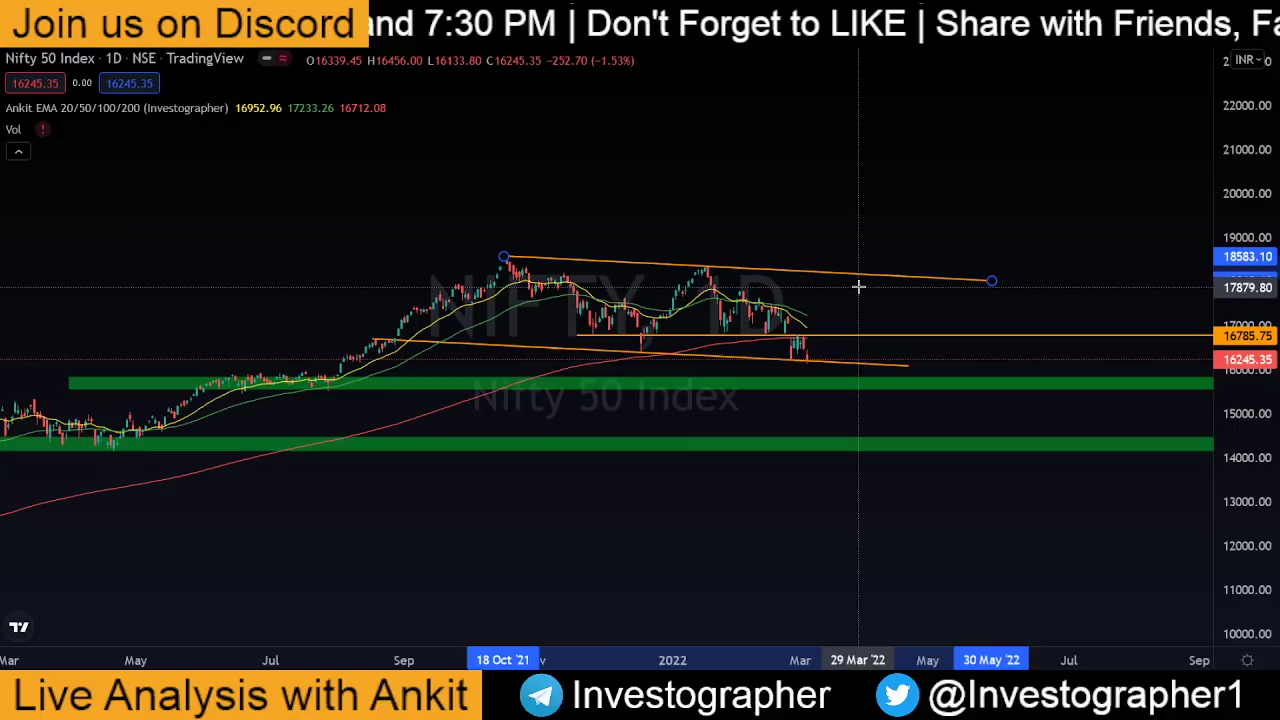 Join us on Discord
and 7:30 PM | Don't Forget to LIKE | Share with Friends, Fa
Nifty 50 Index · 1D · NSE · TradingView
O16339.45 H16456.00 L16133.80 C16245.35 -252.70 (-1.53%)
INR
16245.35 0.00 16245.35
Ankit EMA 20/50/100/200 (Investographer) 16952.96 17233.26 16712.08
Vol
22000.00
21000.00
20000.00
19000.00
18583.10
17879.80
17000.00
16785.75
16245.35
16000.00
15000.00
14000.00
13000.00
12000.00
11000.00
10000.00
NIFTY, 1D
Nifty 50 Index
Mar May Jul Sep 18 Oct '21 v 2022 Mar 29 Mar '22 May 30 May '22 Jul Sep
Live Analysis with Ankit
Investographer
@Investographer1